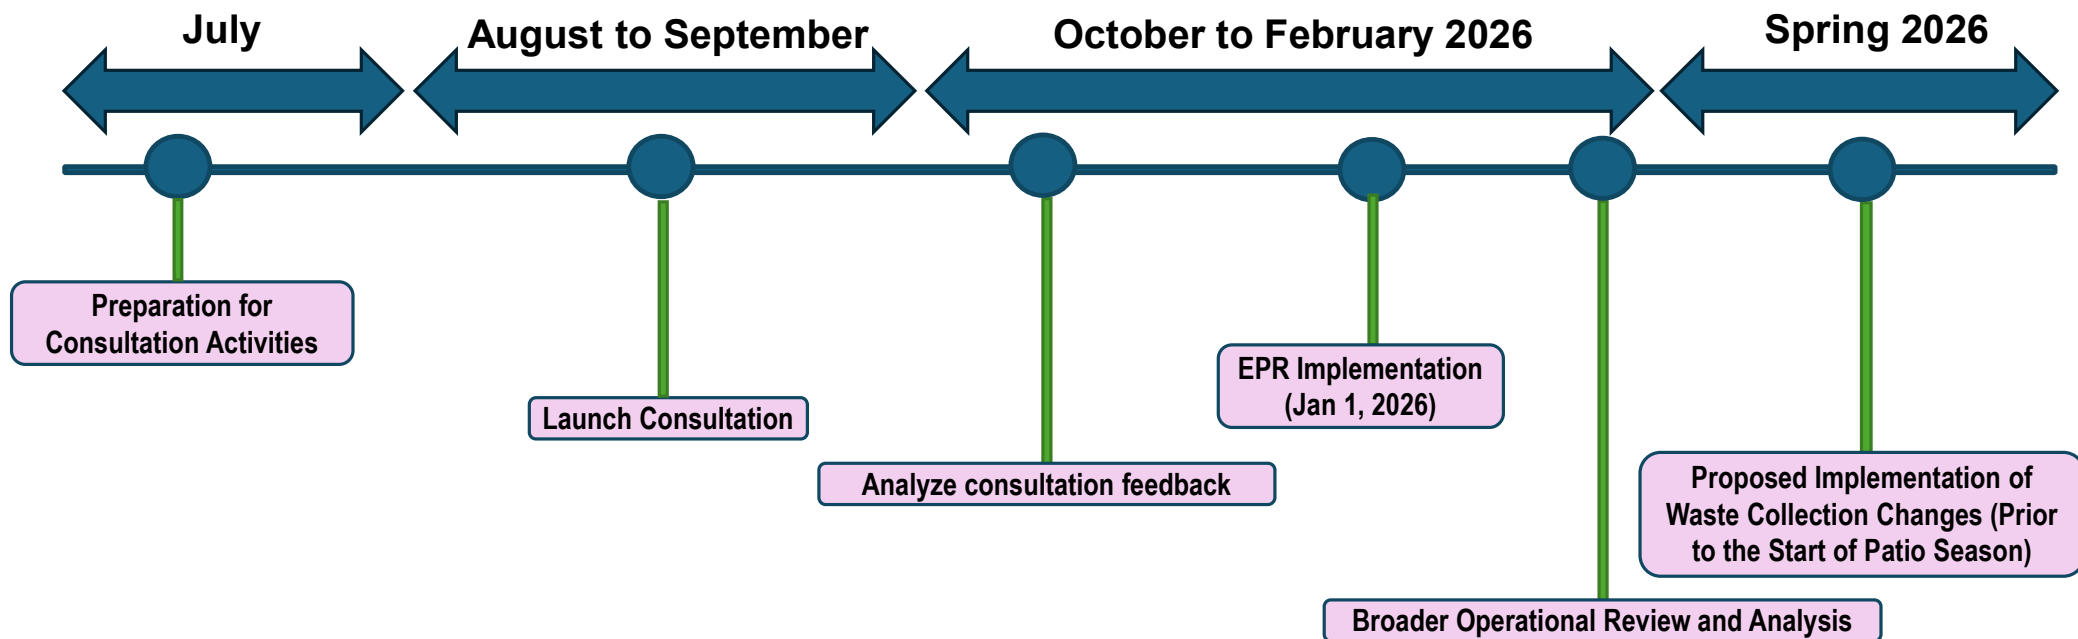 July
August to September
October to February 2026
Spring 2026
Preparation for
Consultation Activities
Launch Consultation
Analyze consultation feedback
EPR Implementation
(Jan 1, 2026)
Broader Operational Review and Analysis
Proposed Implementation of
Waste Collection Changes (Prior
to the Start of Patio Season)